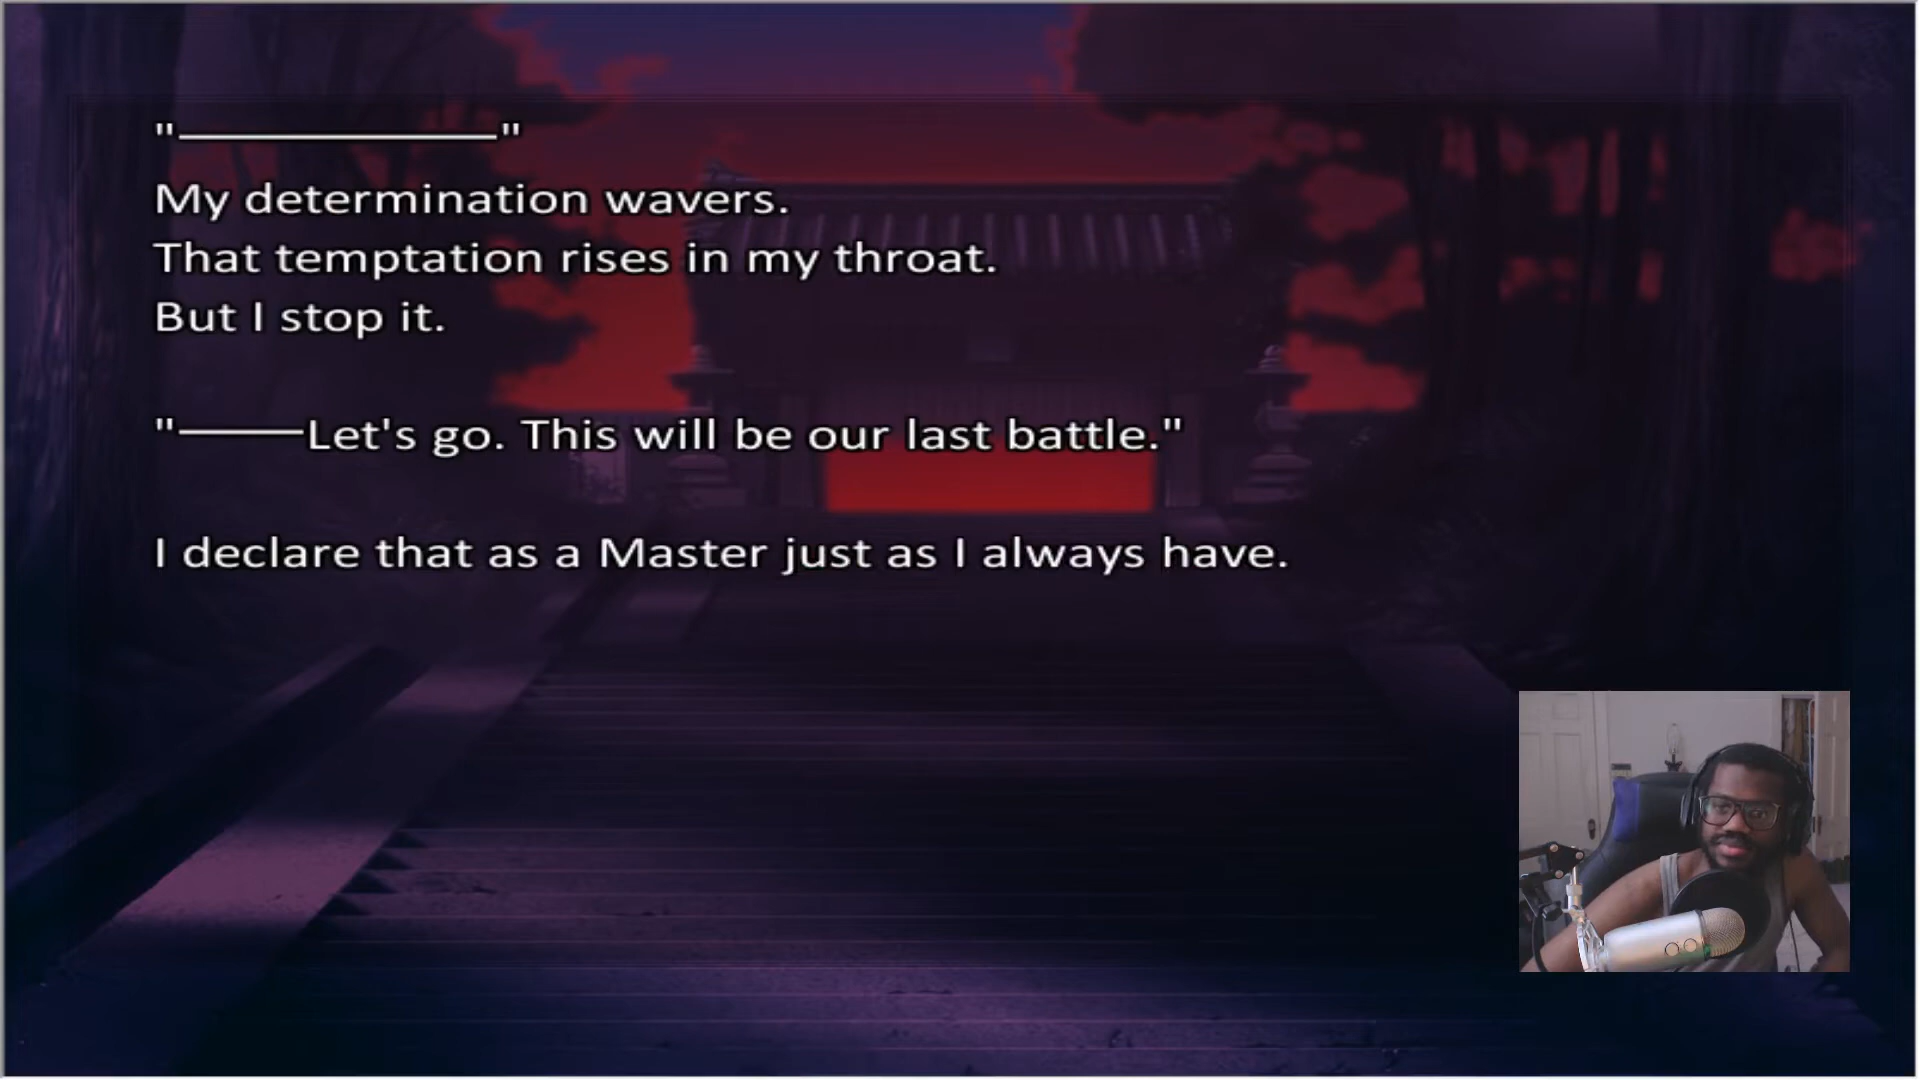 "――――――――"
My determination wavers.
That temptation rises in my throat.
But I stop it.
"―――Let's go. This will be our last battle."
I declare that as a Master just as I always have.